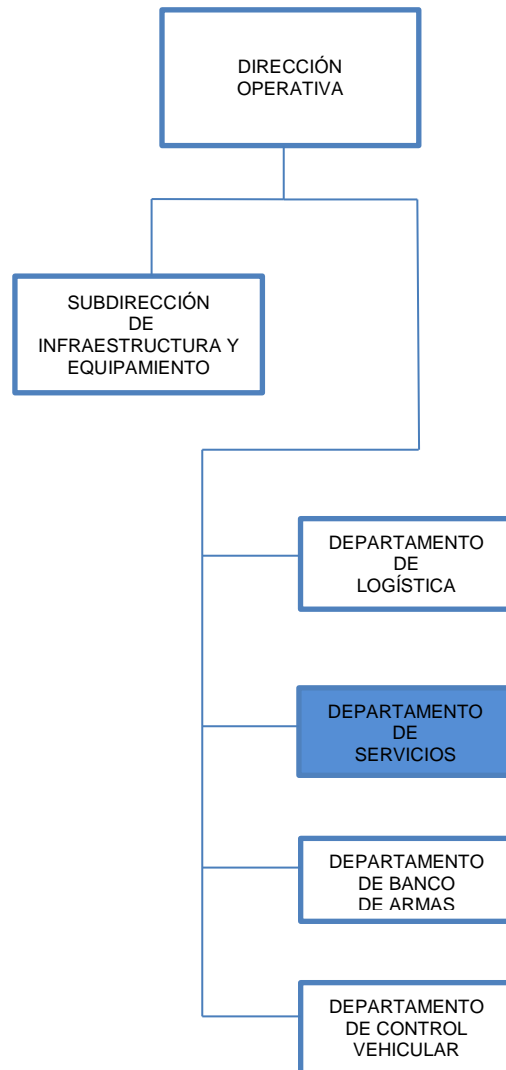 DIRECCIÓN
OPERATIVA
SUBDIRECCIÓN
DE
INFRAESTRUCTURA Y
EQUIPAMIENTO
DEPARTAMENTO
DE
LOGÍSTICA
DEPARTAMENTO
DE
SERVICIOS
DEPARTAMENTO
DE BANCO
DE ARMAS
DEPARTAMENTO
DE CONTROL
VEHICULAR